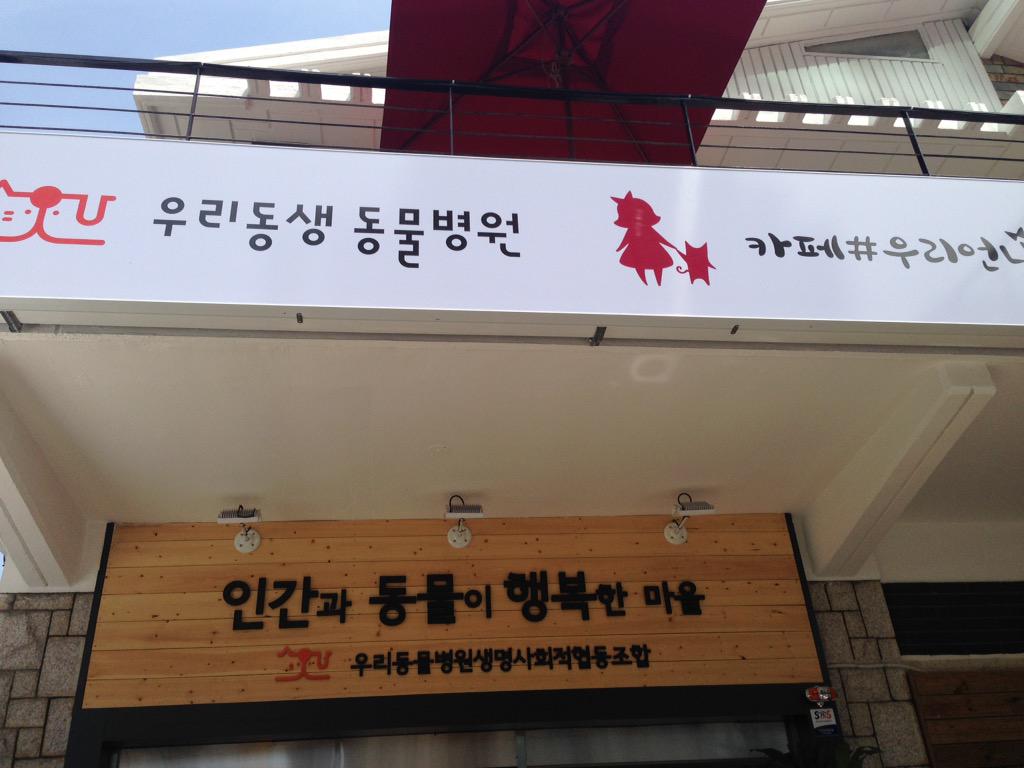 우리동생 동물병원
카페#우리언니
인간과 동물이 행복한 마을
우리동물병원생명사회적협동조합